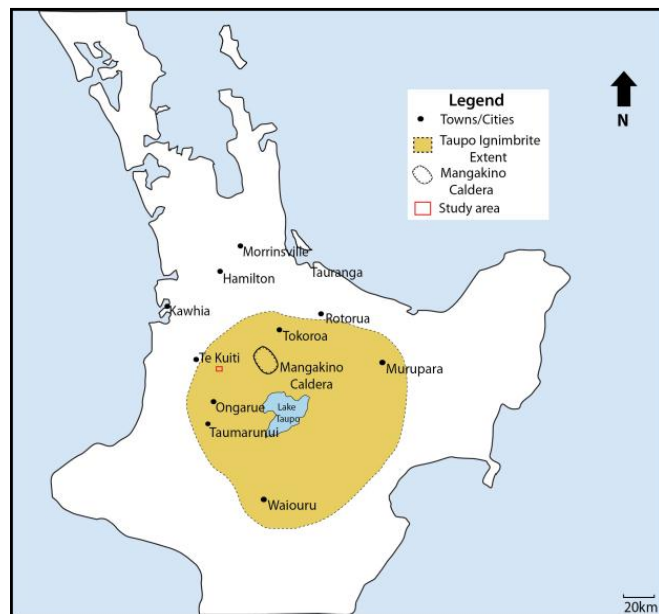 Legend
Towns/Cities
Taupo Ignimbrite
Extent
Mangakino
Caldera
Study area
N
Morrinsville
Hamilton
Tauranga
Kawhia
Rotorua
Tokoroa
Te Kuiti
Mangakino
Caldera
Murupara
Ongarue
Lake
Taupo
Taumarunui
Waiouru
20km